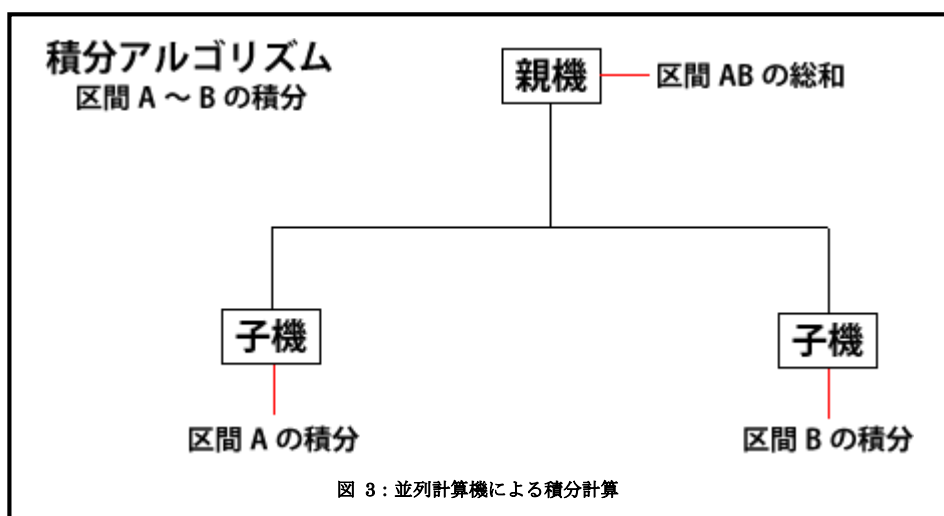 積分アルゴリズム
区間 A ～ B の積分
親機
区間 AB の総和
子機
子機
区間 A の積分
区間 B の積分
図 3：並列計算機による積分計算